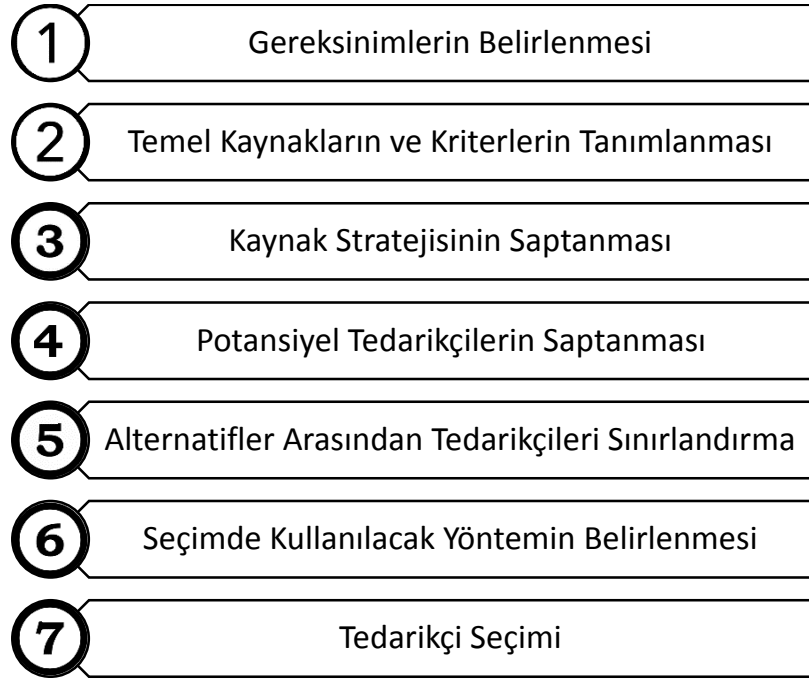 1 Gereksinimlerin Belirlenmesi
2 Temel Kaynakların ve Kriterlerin Tanımlanması
3 Kaynak Stratejisinin Saptanması
4 Potansiyel Tedarikçilerin Saptanması
5 Alternatifler Arasından Tedarikçileri Sınırlandırma
6 Seçimde Kullanılacak Yöntemin Belirlenmesi
7 Tedarikçi Seçimi